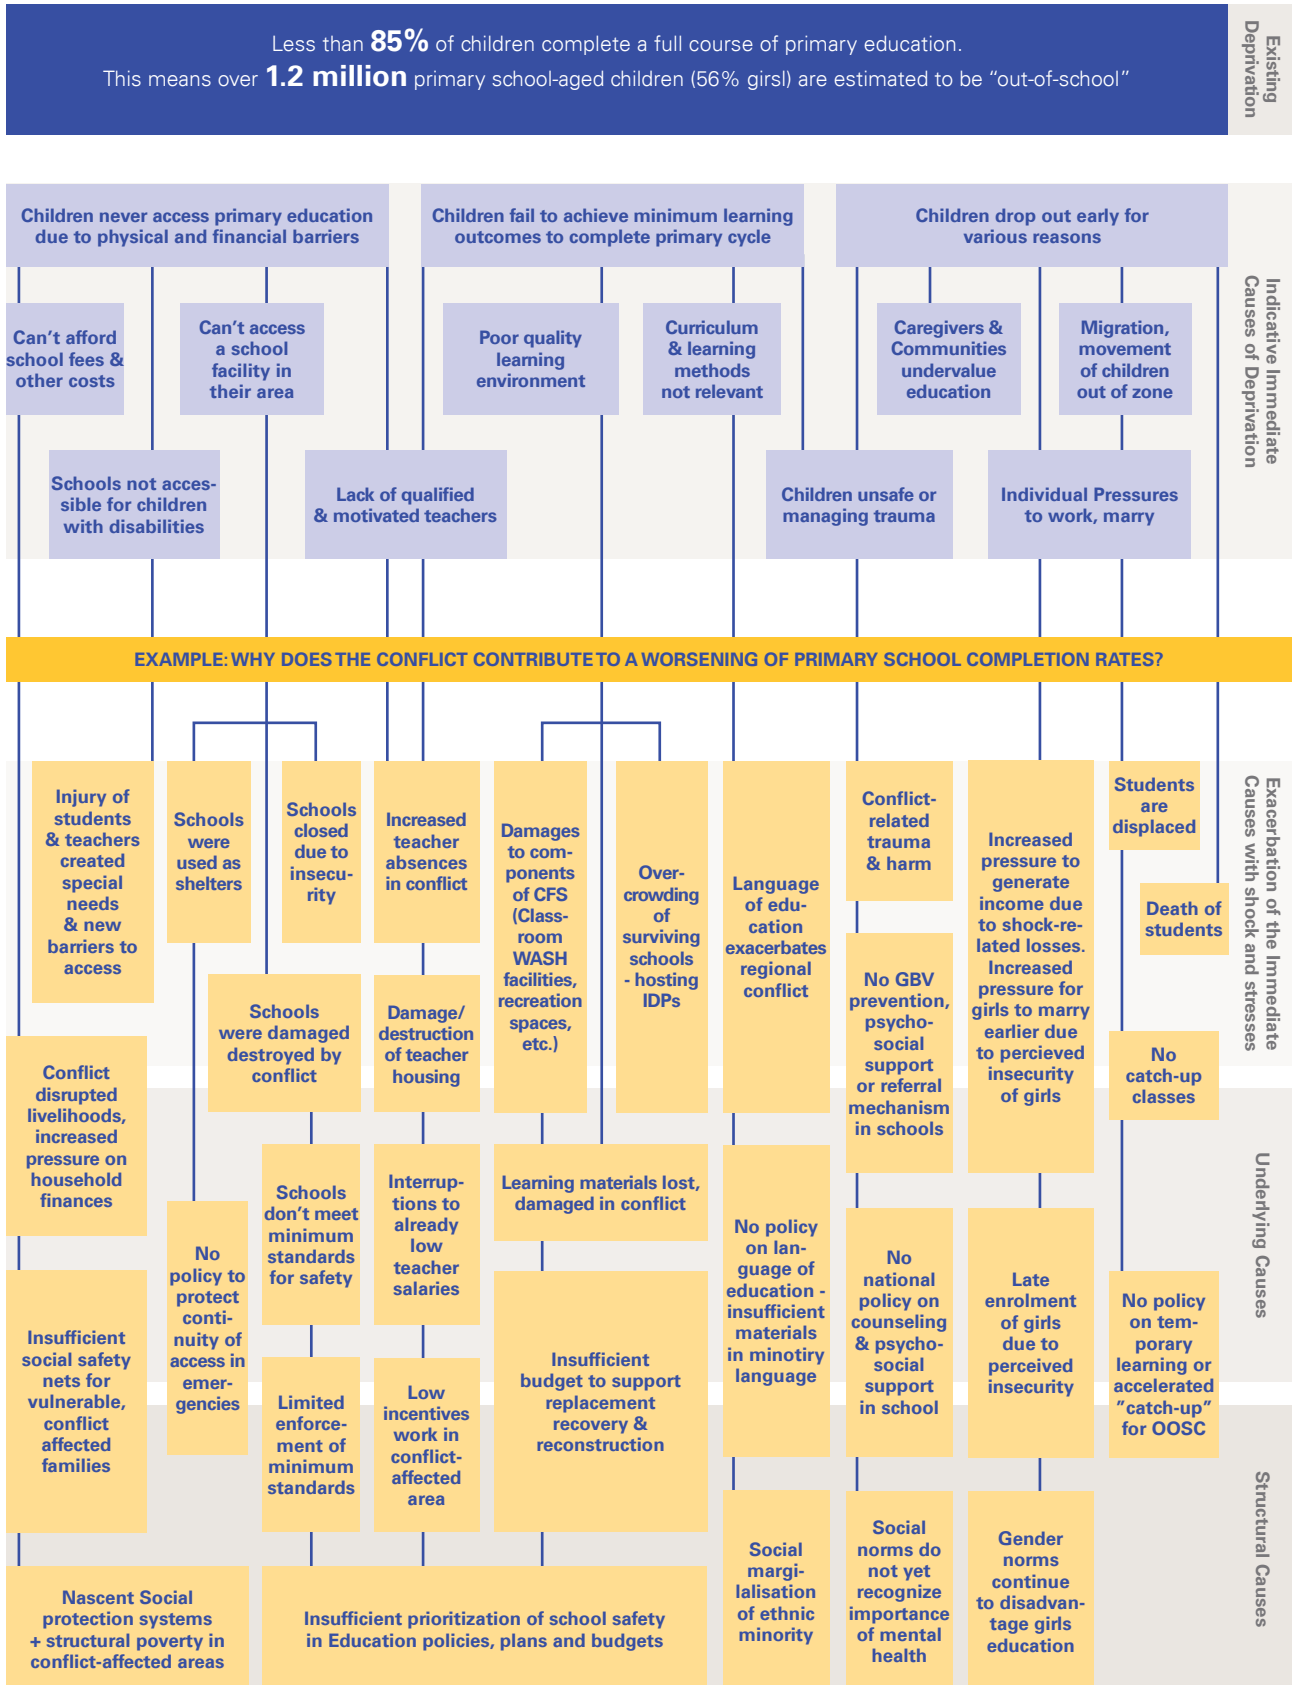 Less than 85% of children complete a full course of primary education.
This means over 1.2 million primary school-aged children (56% girsl) are estimated to be “out-of-school”
Existing
Deprivation
Children never access primary education
due to physical and financial barriers
Children fail to achieve minimum learning
outcomes to complete primary cycle
Children drop out early for
various reasons
Indicative Immediate
Causes of Deprivation
Can’t afford
school fees &
other costs
Can’t access
a school
facility in
their area
Poor quality
learning
environment
Curriculum
& learning
methods
not relevant
Caregivers &
Communities
undervalue
education
Migration,
movement
of children
out of zone
Schools not acces-
sible for children
with disabilities
Lack of qualified
& motivated teachers
Children unsafe or
managing trauma
Individual Pressures
to work, marry
EXAMPLE: WHY DOES THE CONFLICT CONTRIBUTE TO A WORSENING OF PRIMARY SCHOOL COMPLETION RATES?
Exacerbation of the Immediate
Causes with shock and stresses
Injury of
students
& teachers
created
special
needs
& new
barriers to
access
Schools
were
used as
shelters
Schools
closed
due to
insecu-
rity
Increased
teacher
absences
in conflict
Damages
to com-
ponents
of CFS
(Class-
room
WASH
facilities,
recreation
spaces,
etc.)
Over-
crowding
of
surviving
schools
- hosting
IDPs
Language
of edu-
cation
exacerbates
regional
conflict
Conflict-
related
trauma
& harm
Increased
pressure to
generate
income due
to shock-re-
lated losses.
Increased
pressure for
girls to marry
earlier due
to percieved
insecurity
of girls
Students
are
displaced
Death of
students
Schools
were damaged
destroyed by
conflict
Damage/
destruction
of teacher
housing
No GBV
prevention,
psycho-
social
support
or referral
mechanism
in schools
No
catch-up
classes
Conflict
disrupted
livelihoods,
increased
pressure on
household
finances
Underlying Causes
Schools
don’t meet
minimum
standards
for safety
Interrup-
tions to
already
low
teacher
salaries
Learning materials lost,
damaged in conflict
No policy
on lan-
guage of
education -
insufficient
materials
in minotiry
language
No
policy to
protect
conti-
nuity of
access in
emer-
gencies
No
national
policy on
counseling
& psycho-
social
support
in school
Late
enrolment
of girls
due to
perceived
insecurity
No policy
on tem-
porary
learning or
accelerated
”catch-up”
for OOSC
Insufficient
social safety
nets for
vulnerable,
conflict
affected
families
Limited
enforce-
ment of
minimum
standards
Low
incentives
work in
conflict-
affected
area
Insufficient
budget to support
replacement
recovery &
reconstruction
Structural Causes
Nascent Social
protection systems
+ structural poverty in
conflict-affected areas
Insufficient prioritization of school safety
in Education policies, plans and budgets
Social
margi-
lalisation
of ethnic
minority
Social
norms do
not yet
recognize
importance
of mental
health
Gender
norms
continue
to disadvan-
tage girls
education